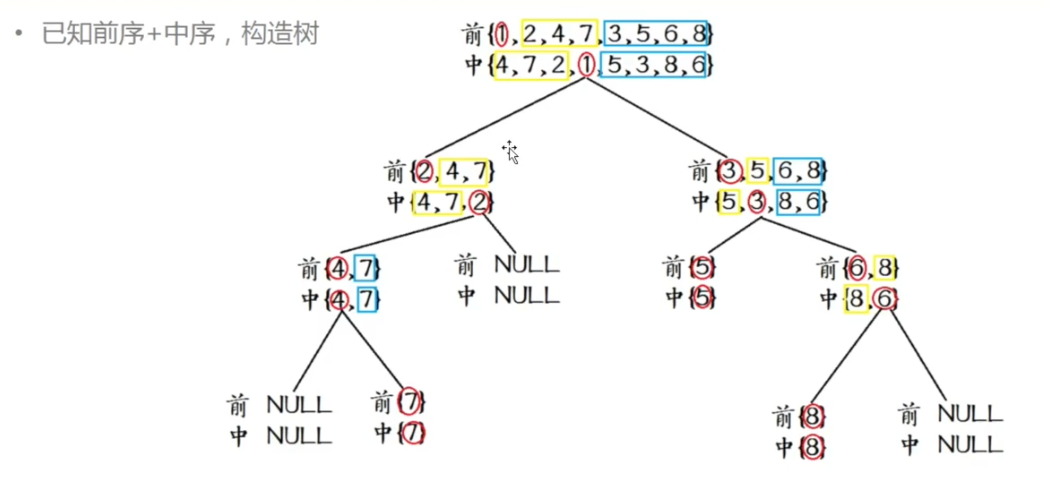 • 已知前序+中序，构造树
前{1,2,4,7,3,5,6,8}
中{4,7,2,1,5,3,8,6}
前{2,4,7}
前{3,5,6,8}
中{4,7,2}
中{5,3,8,6}
前{4,7}
前 NULL
前{5}
前{6,8}
中{4,7}
中 NULL
中{5}
中{8,6}
前 NULL
前{7}
前{8}
前 NULL
中 NULL
中{7}
中{8}
中 NULL